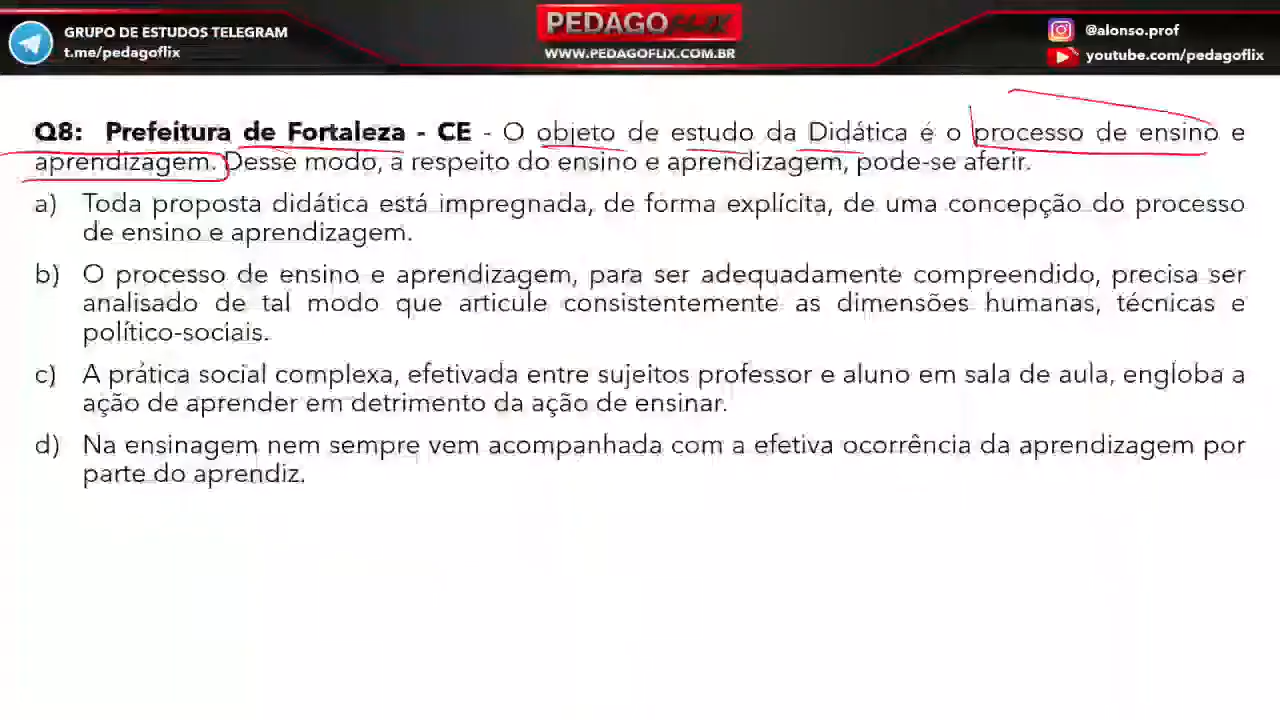 GRUPO DE ESTUDOS TELEGRAM
t.me/pedagoflix
PEDAGOFLIX
WWW.PEDAGOFLIX.COM.BR
@alonso.prof
youtube.com/pedagoflix
Q8: Prefeitura de Fortaleza - CE - O objeto de estudo da Didática é o processo de ensino e
aprendizagem. Desse modo, a respeito do ensino e aprendizagem, pode-se aferir.
a) Toda proposta didática está impregnada, de forma explícita, de uma concepção do processo
de ensino e aprendizagem.
b) O processo de ensino e aprendizagem, para ser adequadamente compreendido, precisa ser
analisado de tal modo que articule consistentemente as dimensões humanas, técnicas e
político-sociais.
c) A prática social complexa, efetivada entre sujeitos professor e aluno em sala de aula, engloba a
ação de aprender em detrimento da ação de ensinar.
d) Na ensinagem nem sempre vem acompanhada com a efetiva ocorrência da aprendizagem por
parte do aprendiz.